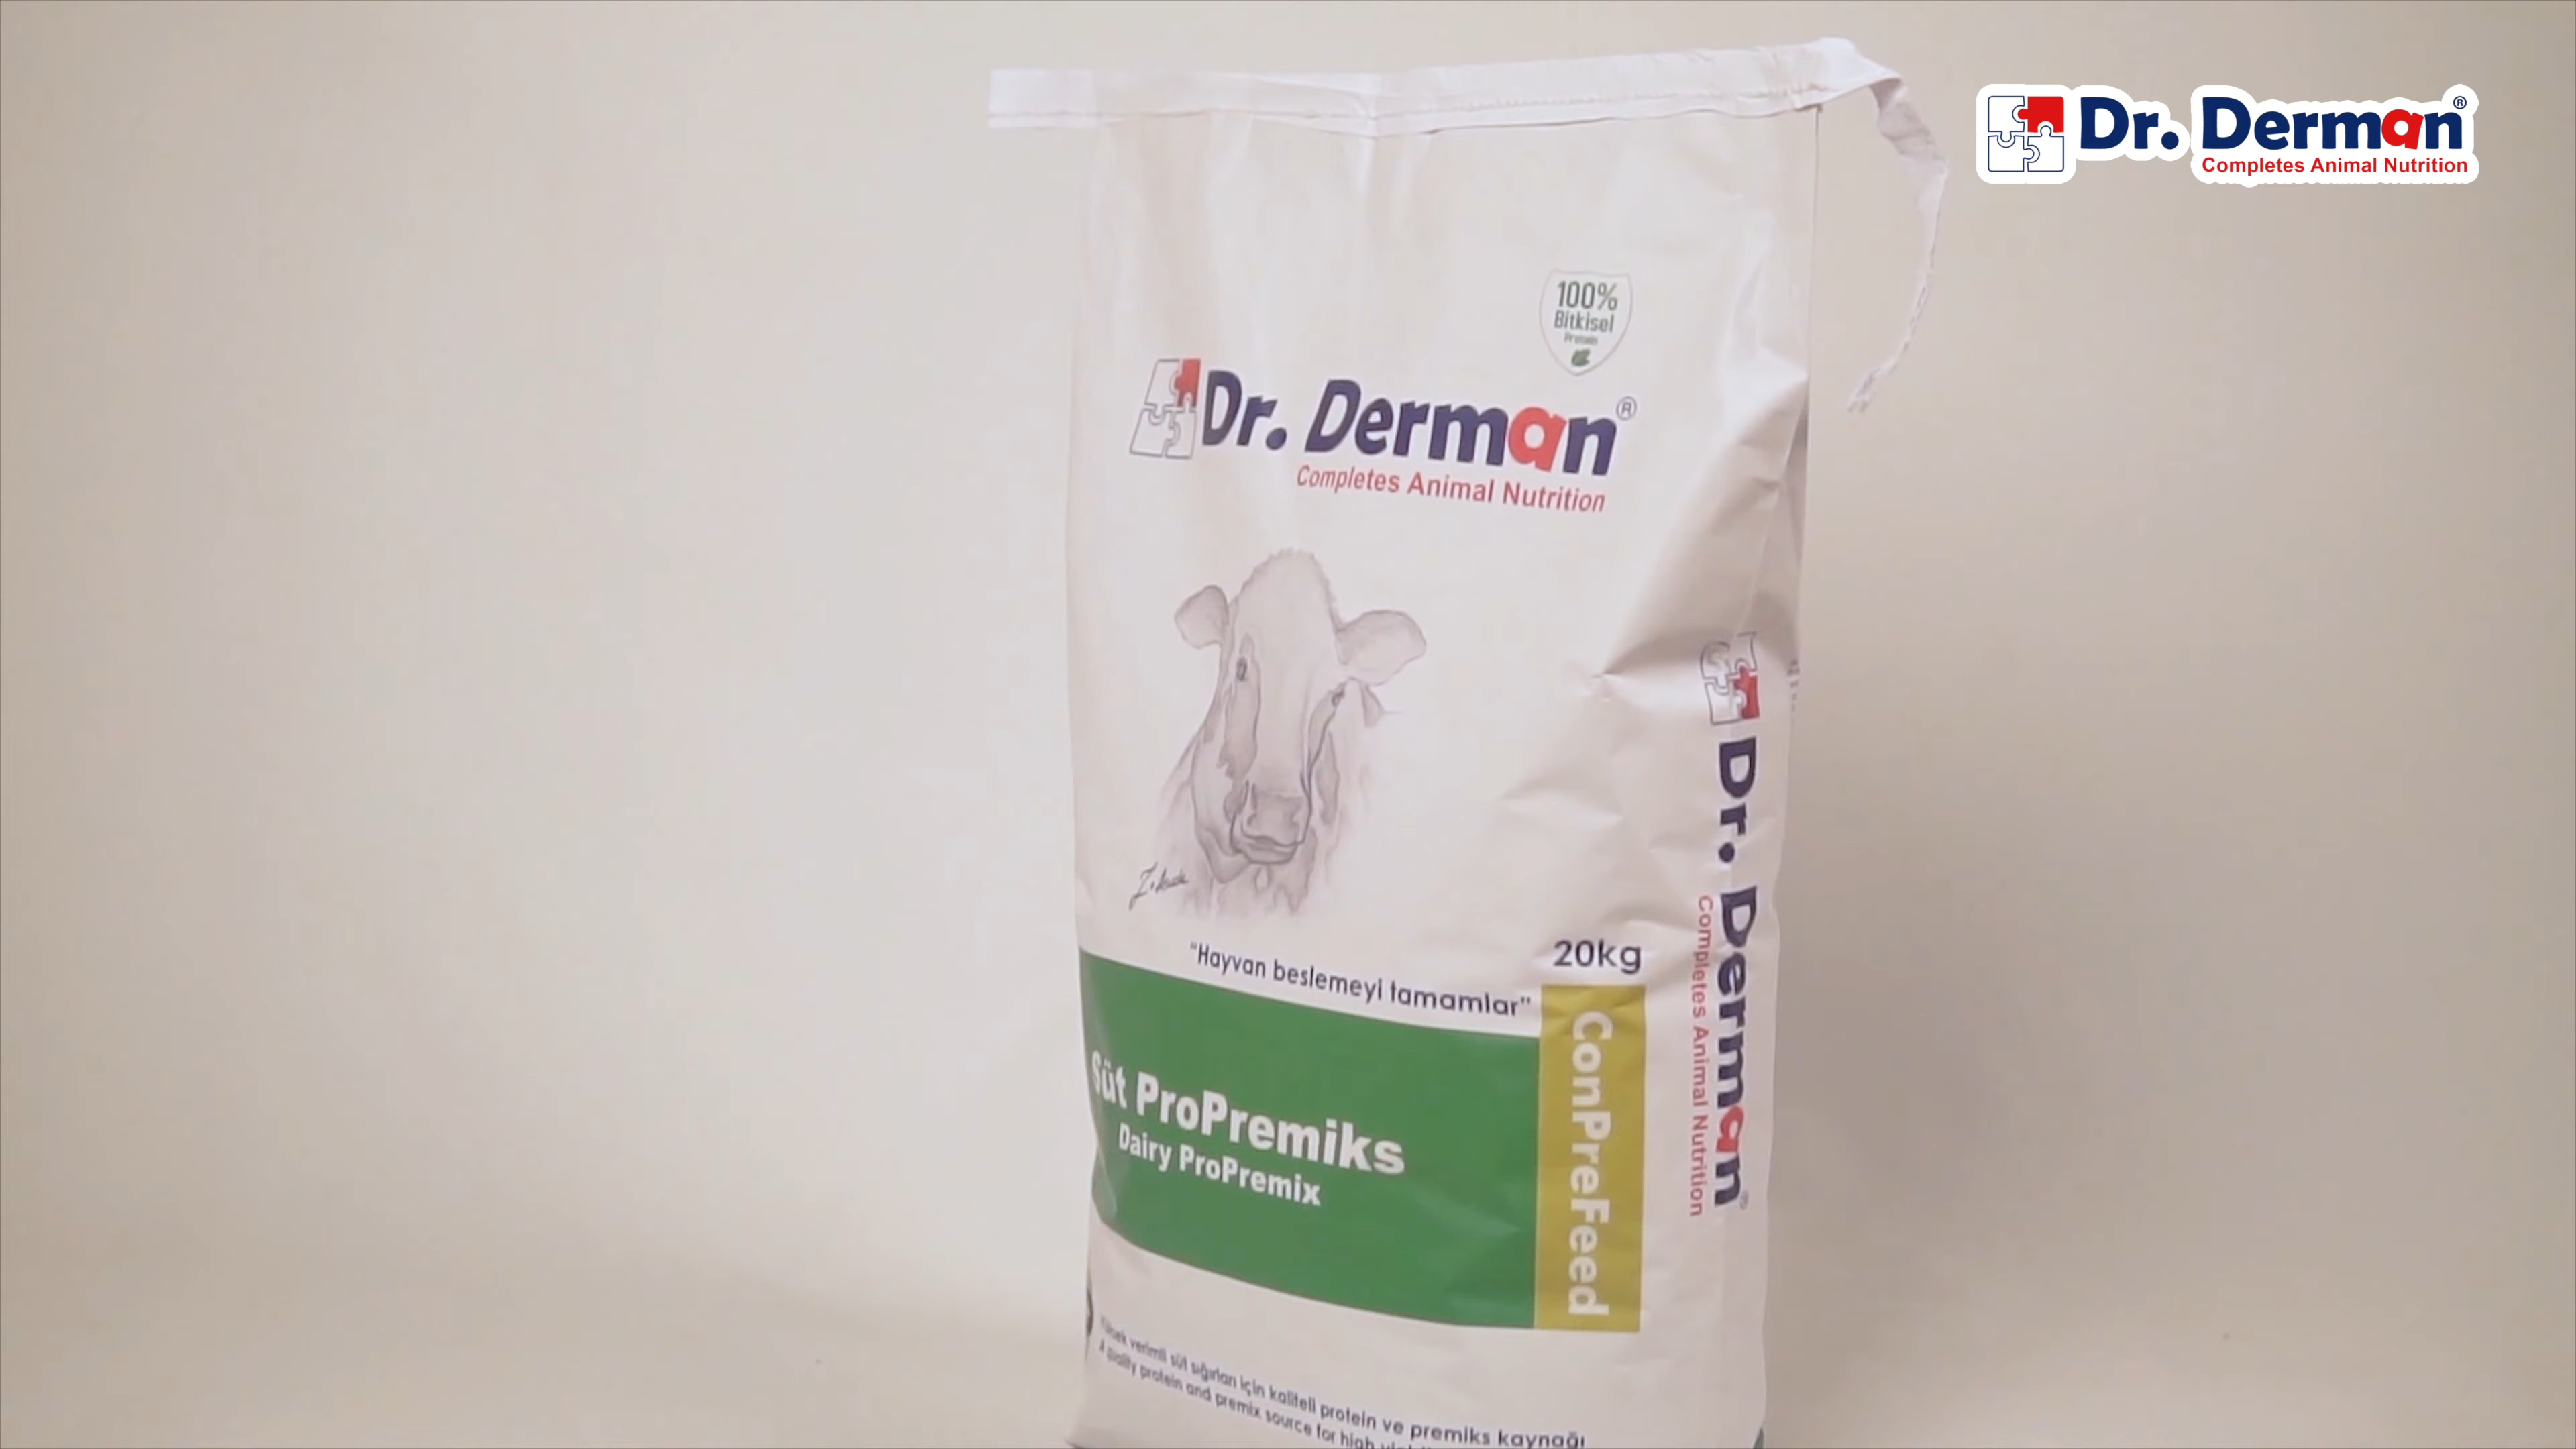 Dr. Derman®
Completes Animal Nutrition
100%
Bitkisel
Protein
Dr. Derman®
Completes Animal Nutrition
"Hayvan beslemeyi tamamlar"
20kg
Süt ProPremiks
Dairy ProPremix
ConPreFeed
Dr. Derman®
Completes Animal Nutrition
verimli süt sığırları için kaliteli protein ve premiks kaynağı
A quality protein and premix source for high